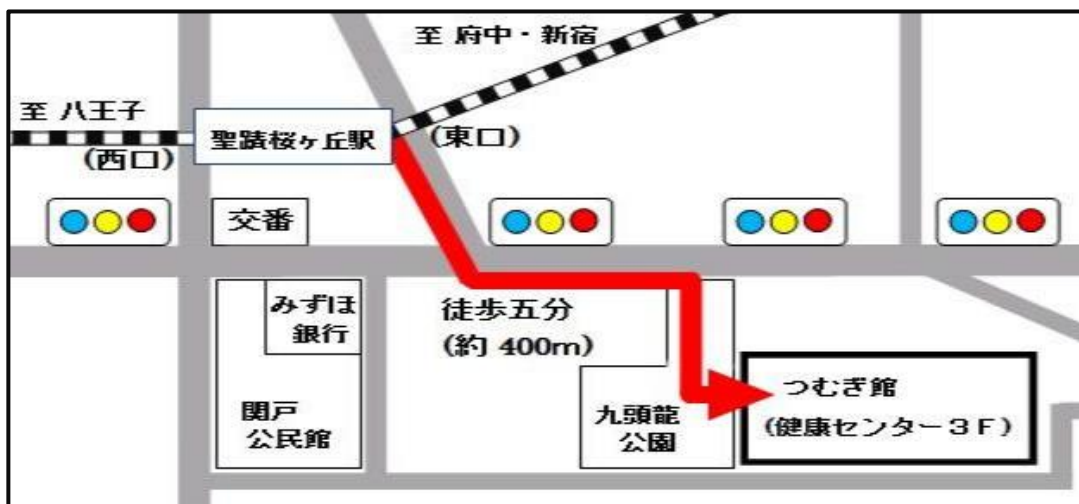 至 府中・新宿
至 八王子
(西口)
聖蹟桜ヶ丘駅
(東口)
交番
みずほ
銀行
関戸
公民館
徒歩五分
(約 400m)
九頭龍
公園
つむぎ館
(健康センター3F)